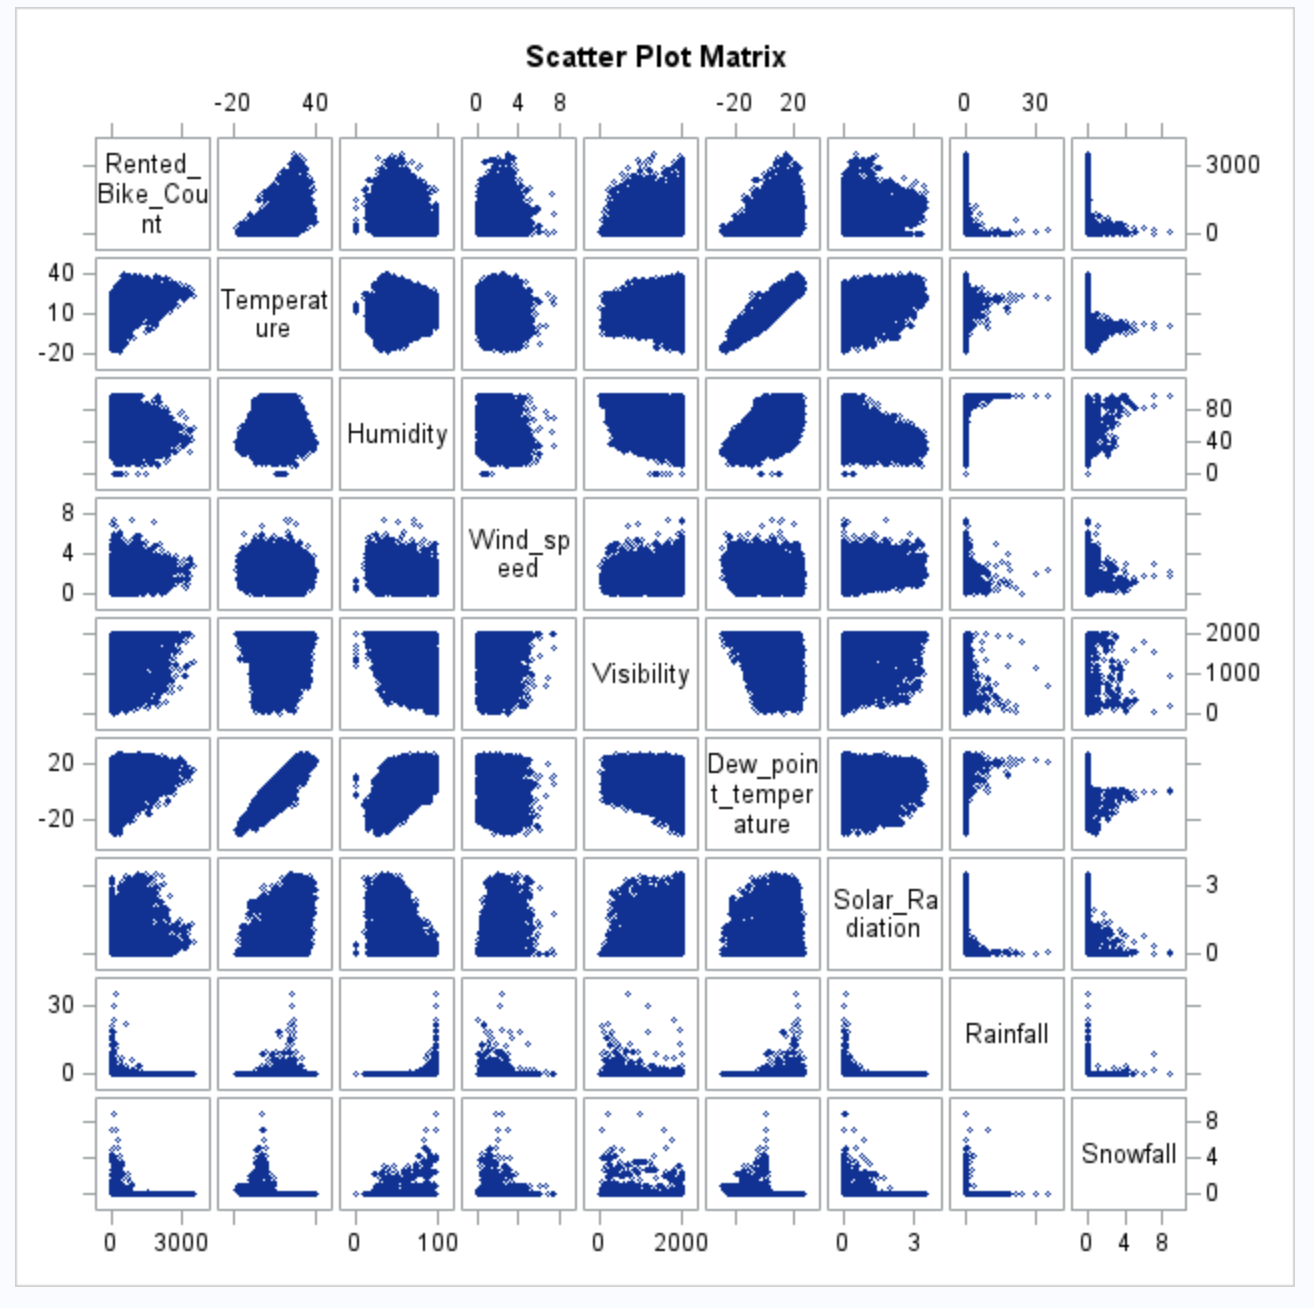 Scatter Plot Matrix
-20 40 0 4 8 -20 20 0 30
Rented_
Bike_Cou
nt
3000
0
40
10
-20
Temperat
ure
Humidity
80
40
0
8
4
0
Wind_sp
eed
Visibility
2000
1000
0
20
-20
Dew_poin
t_temper
ature
Solar_Ra
diation
3
0
30
0
Rainfall
Snowfall
8
4
0
0 3000 0 100 0 2000 0 3 0 4 8